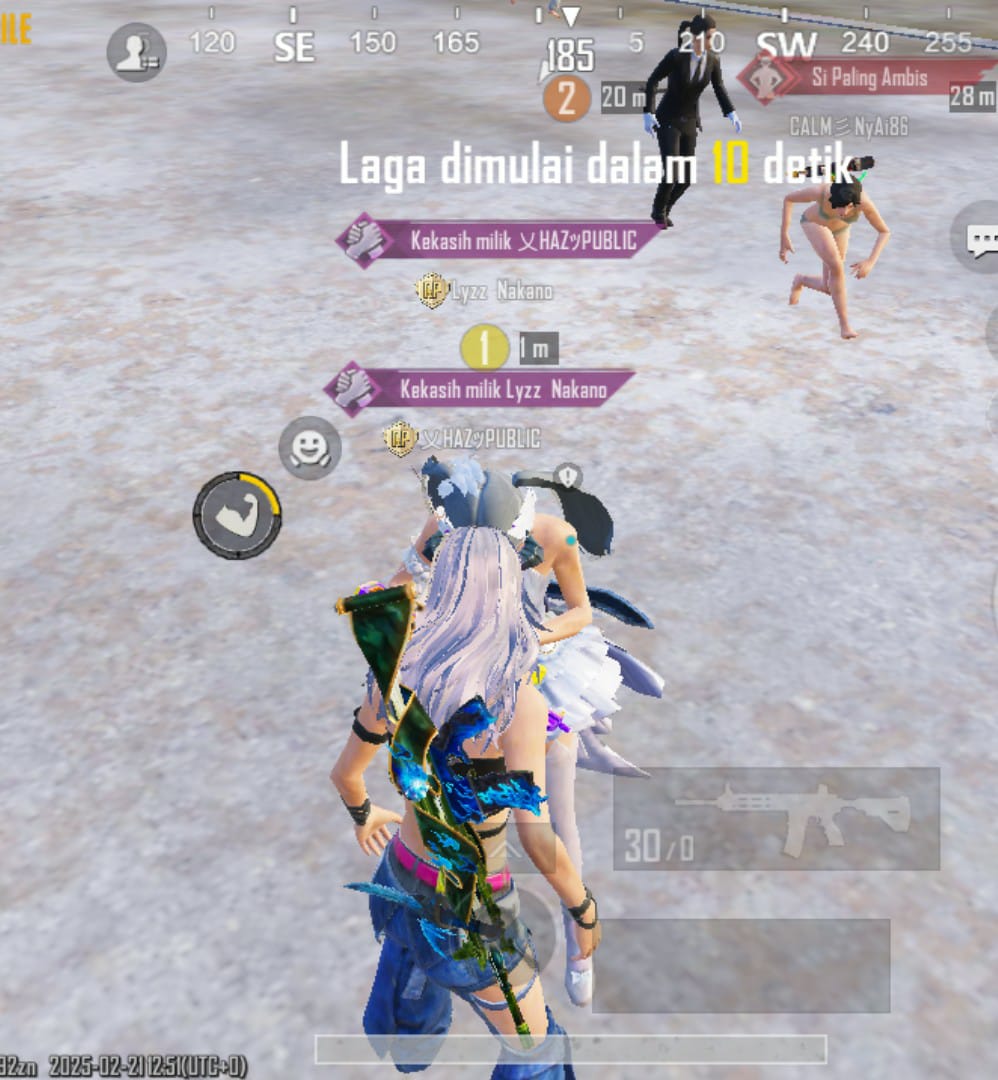 120 SE 150 165 185 5 210 SW 240 255
2 20 m
Si Paling Ambis
28 m
NyAi86
Laga dimulai dalam 10 detik
Kekasih milik 乂HAZッPUBLIC
Lyzz Nakano
1 1 m
Kekasih milik Lyzz Nakano
乂HAZッPUBLIC
30/0
2025-02-21 12:51(UTC+0)